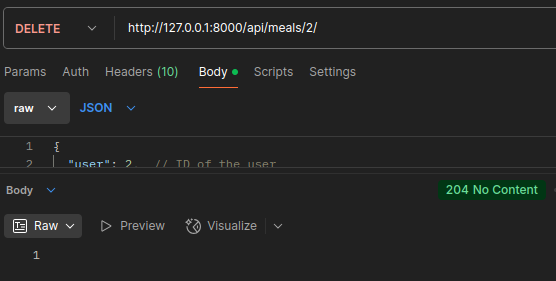 DELETE http://127.0.0.1:8000/api/meals/2/
Params Auth Headers (10) Body Scripts Settings
raw JSON
1 {
2 "user": 2, // ID of the user
Body 204 No Content
Raw Preview Visualize
1